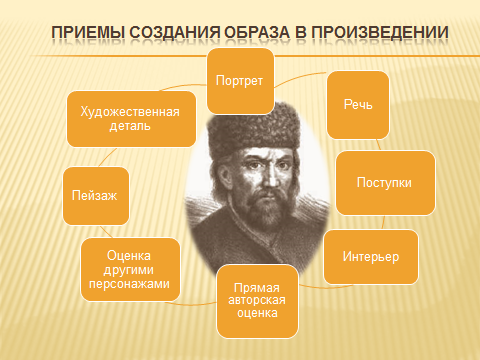 ПРИЕМЫ СОЗДАНИЯ ОБРАЗА В ПРОИЗВЕДЕНИИ
Портрет
Речь
Поступки
Интерьер
Прямая
авторская
оценка
Оценка
другими
персонажами
Пейзаж
Художественная
деталь